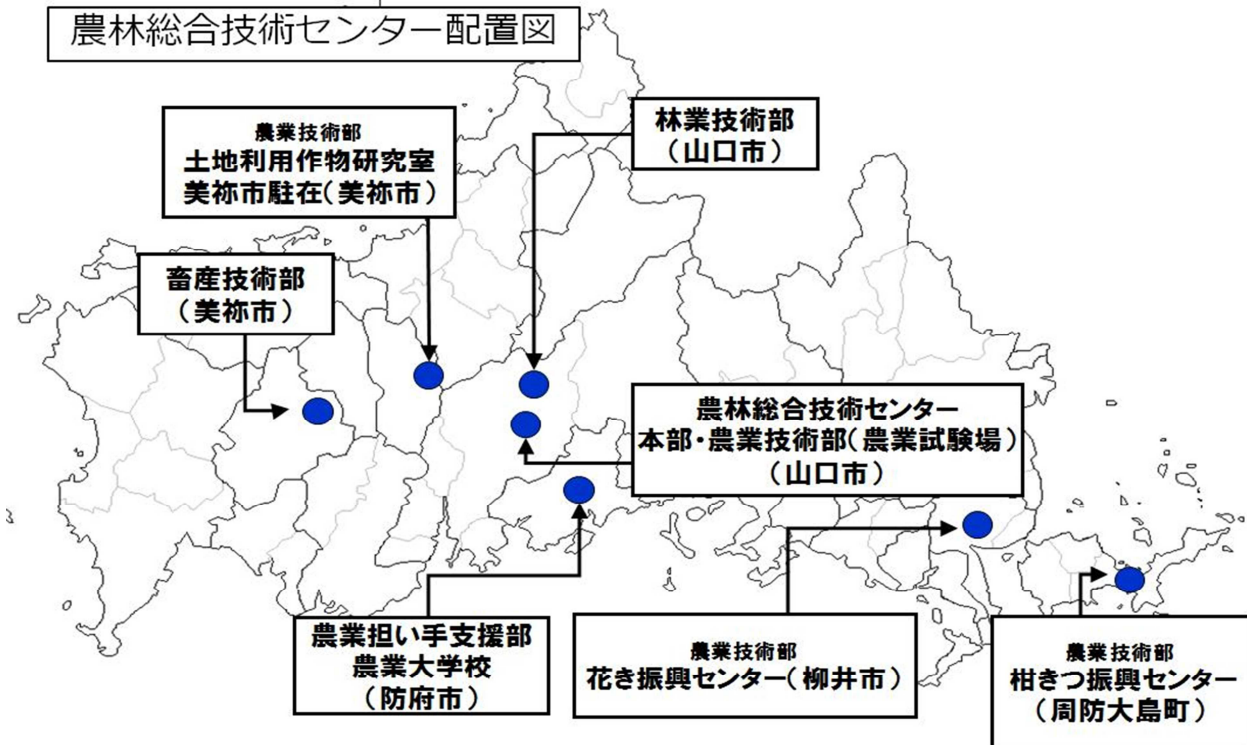 農林総合技術センター配置図
林業技術部
(山口市)
農業技術部
土地利用作物研究室
美祢市駐在(美祢市)
畜産技術部
(美祢市)
農林総合技術センター
本部・農業技術部(農業試験場)
(山口市)
農業担い手支援部
農業大学校
(防府市)
農業技術部
花き振興センター(柳井市)
農業技術部
柑きつ振興センター
(周防大島町)